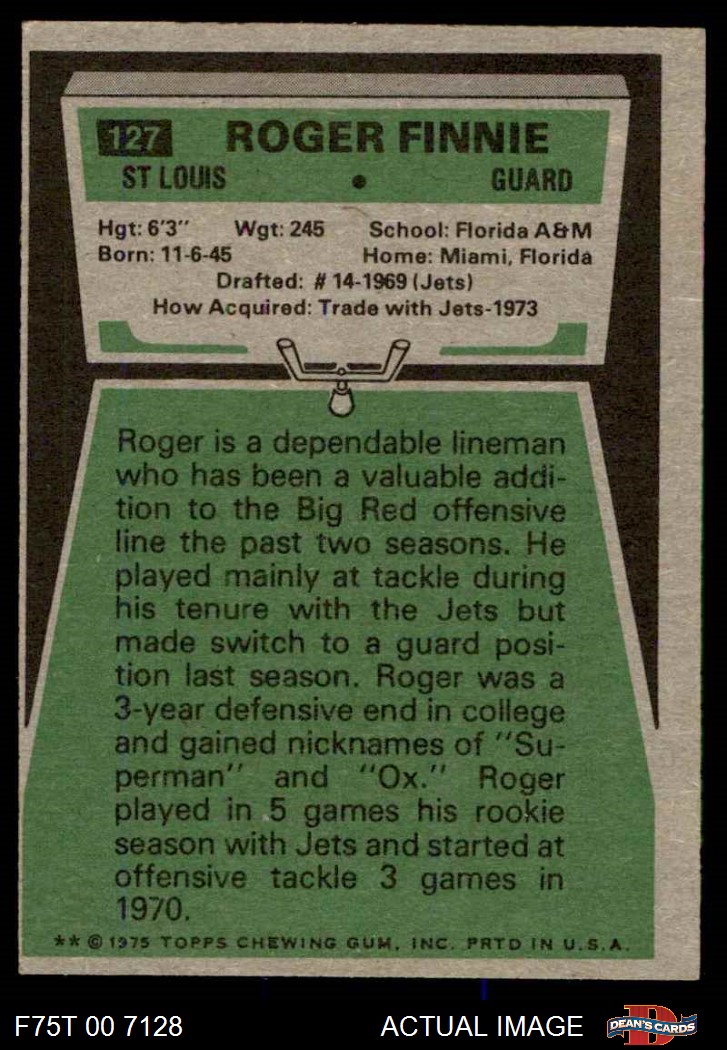 127 ROGER FINNIE
ST LOUIS • GUARD
Hgt: 6'3" Wgt: 245 School: Florida A&M
Born: 11-6-45 Home: Miami, Florida
Drafted: #14-1969 (Jets)
How Acquired: Trade with Jets-1973
Roger is a dependable lineman
who has been a valuable addi-
tion to the Big Red offensive
line the past two seasons. He
played mainly at tackle during
his tenure with the Jets but
made switch to a guard posi-
tion last season. Roger was a
3-year defensive end in college
and gained nicknames of "Su-
perman" and "Ox." Roger
played in 5 games his rookie
season with Jets and started at
offensive tackle 3 games in
1970.
** © 1975 TOPPS CHEWING GUM, INC. PRTD IN U.S.A.
F75T 00 7128 ACTUAL IMAGE DEAN'S CARDS